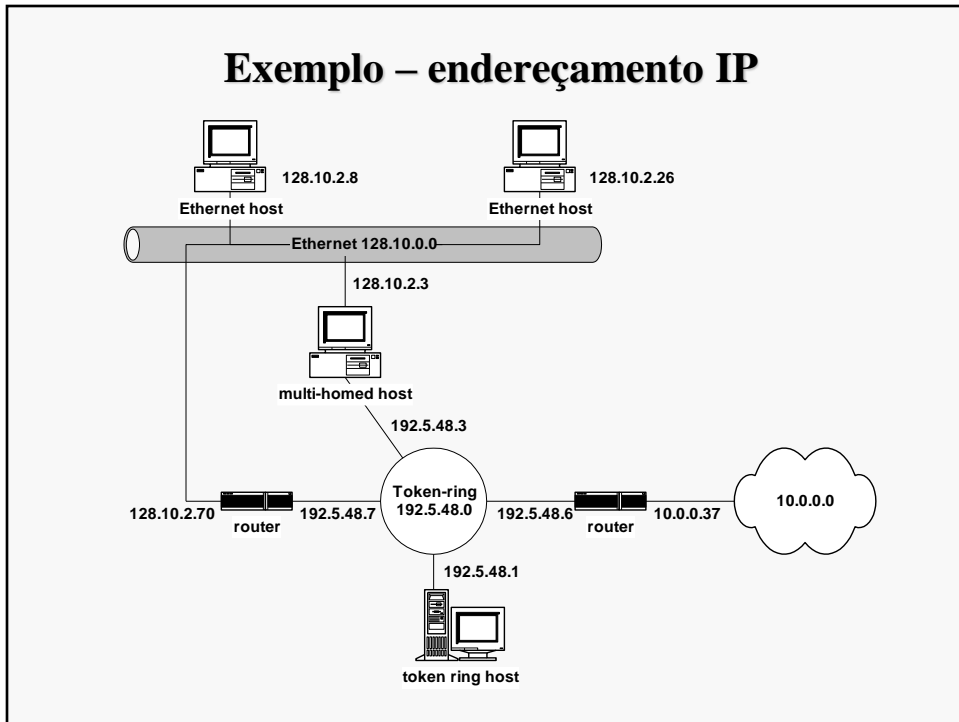 Exemplo – endereçamento IP
128.10.2.8
128.10.2.26
Ethernet host
Ethernet host
Ethernet 128.10.0.0
128.10.2.3
multi-homed host
192.5.48.3
Token-ring
192.5.48.0
128.10.2.70
192.5.48.7
router
192.5.48.6
router
10.0.0.37
10.0.0.0
192.5.48.1
token ring host